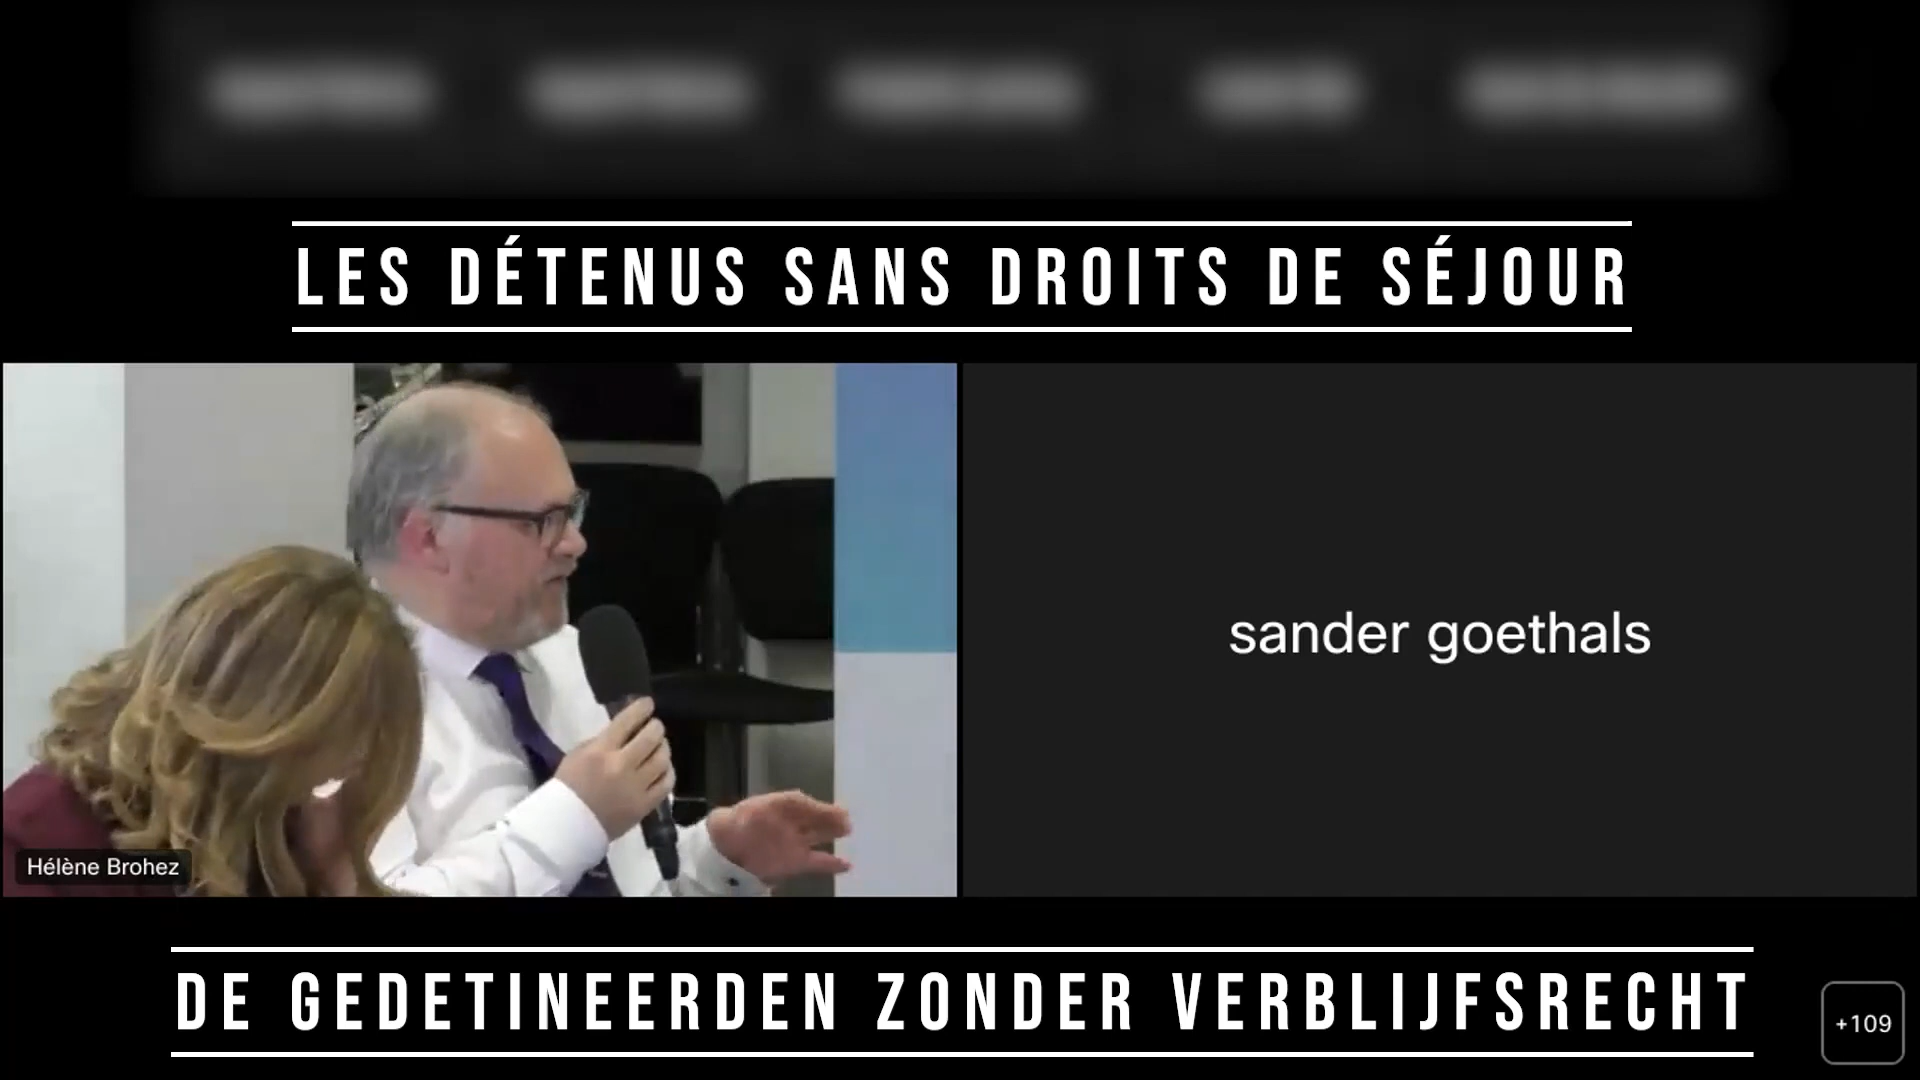 LES DÉTENUS SANS DROITS DE SÉJOUR
Hélène Brohez
sander goethals
DE GEDETINEERDEN ZONDER VERBLIJFSRECHT
+109